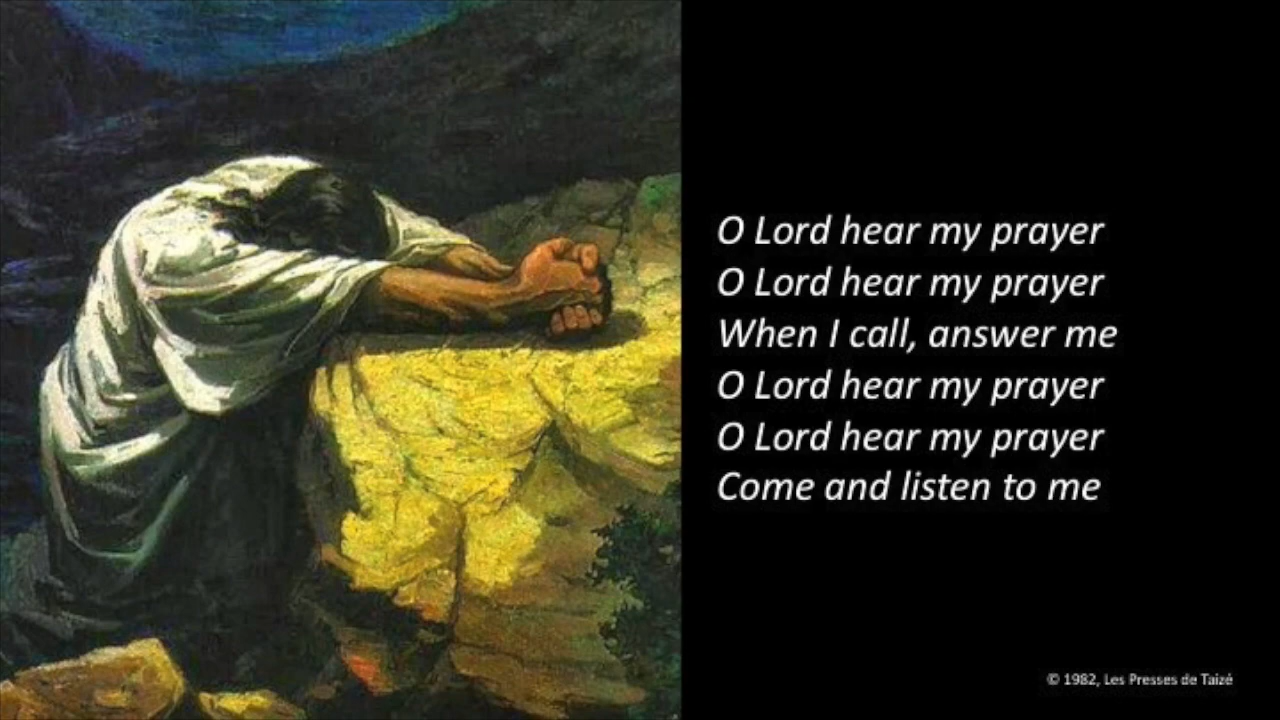 O Lord hear my prayer
O Lord hear my prayer
When I call, answer me
O Lord hear my prayer
O Lord hear my prayer
Come and listen to me
© 1982, Les Presses de Taizé